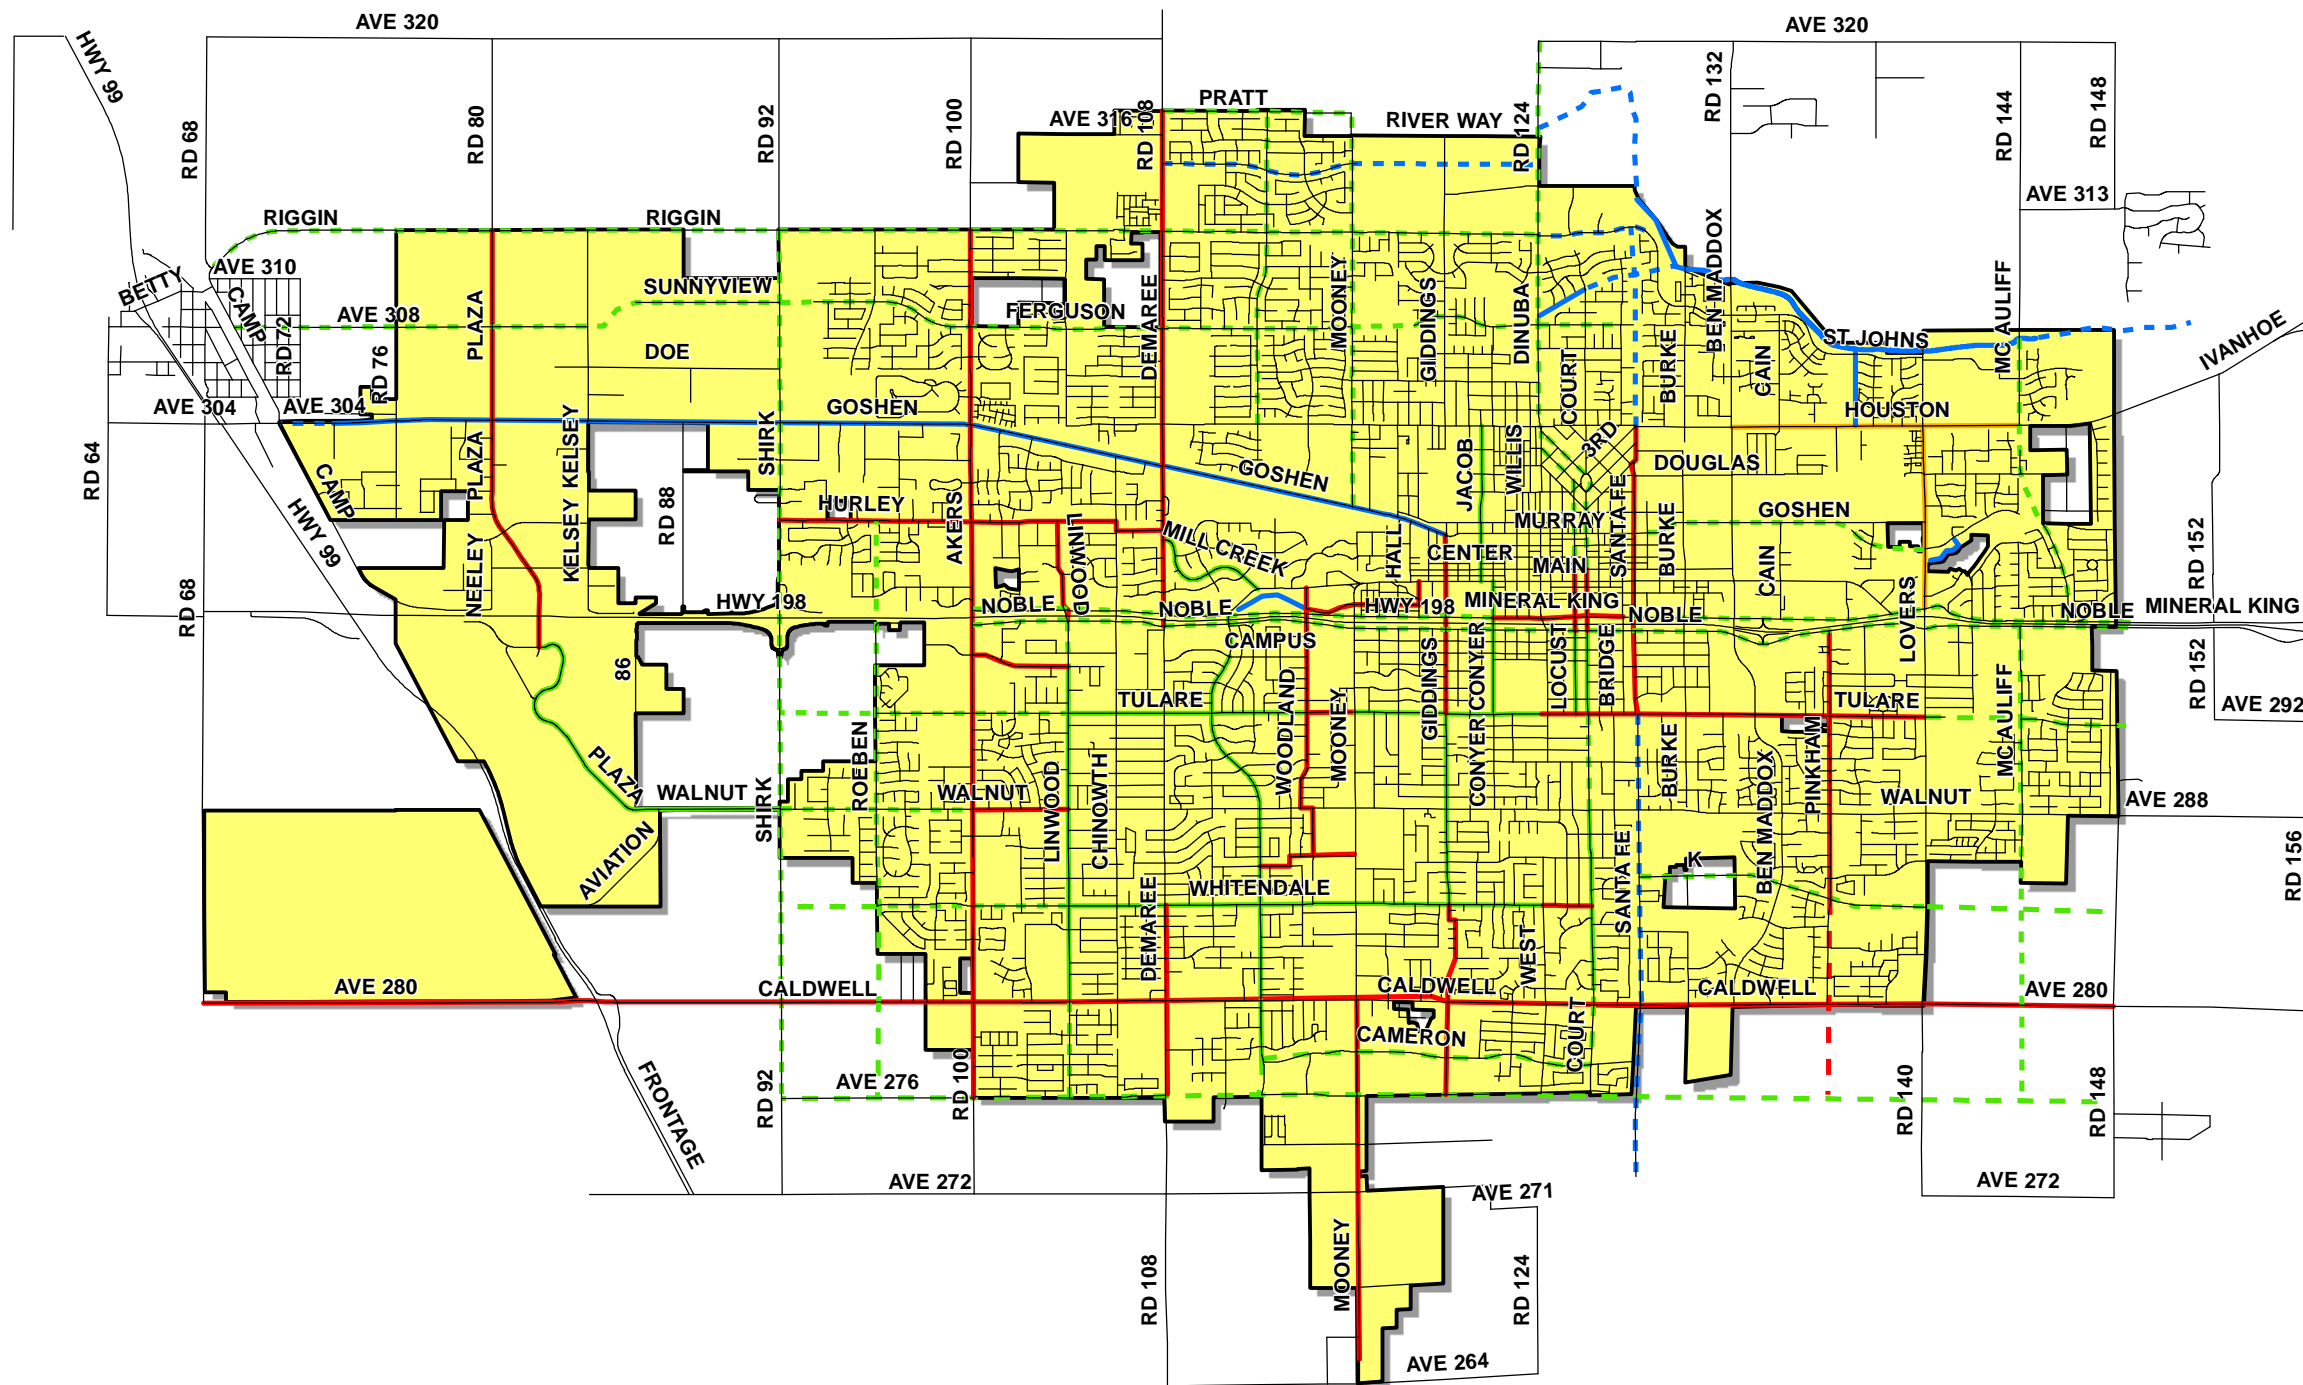 AVE 320
AVE 320
HWY 99
RD 68
RD 80
RD 92
RD 100
AVE 316
RD 108
PRATT
RIVER WAY
RD 124
RD 132
RD 144
RD 148
AVE 313
RIGGIN
RIGGIN
BETTY
AVE 310
CAMP
RD 72
AVE 308
RD 76
PLAZA
SUNNYVIEW
DOE
FERGUSON
DEMAREE
MOONEY
GIDDINGS
DINUBA
COURT
BURKE
BEN MADDOX
CAIN
ST JOHNS
MC AULIFF
IVANHOE
AVE 304
AVE 304
GOSHEN
HOUSTON
RD 64
CAMP
HWY 99
PLAZA
KELSEY
KELSEY
SHIRK
RD 88
HURLEY
AKERS
LINWOOD
GOSHEN
MILL CREEK
HALL
JACOB
WILLIS
3RD
SANTA FE
DOUGLAS
BURKE
GOSHEN
CAIN
MURRAY
CENTER
MAIN
RD 152
RD 68
NEELEY
HWY 198
NOBLE
NOBLE
HWY 198
MINERAL KING
NOBLE
LOVERS
NOBLE
MINERAL KING
CAMPUS
86
TULARE
WOODLAND
MOONEY
GIDDINGS
CONYER
CONYER
LOCUST
BRIDGE
TULARE
MC AULIFF
RD 152
AVE 292
PLAZA
WALNUT
SHIRK
ROEBEN
WALNUT
LINWOOD
CHINOWTH
BURKE
BEN MADDOX
PINKHAM
WALNUT
AVE 288
AVIATION
WHITENDALE
DEMAREE
SANTA FE
K
RD 156
WEST
AVE 280
CALDWELL
CALDWELL
CALDWELL
AVE 280
CAMERON
COURT
FRONTAGE
RD 92
AVE 276
RD 100
RD 140
RD 148
AVE 272
AVE 271
AVE 272
RD 108
MOONEY
RD 124
AVE 264